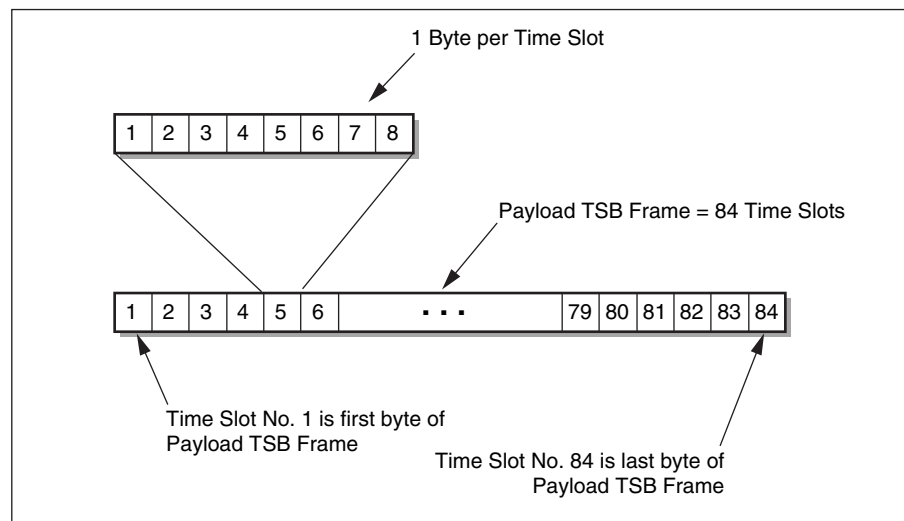 1 Byte per Time Slot
1 2 3 4 5 6 7 8
Payload TSB Frame = 84 Time Slots
1 2 3 4 5 6 ... 79 80 81 82 83 84
Time Slot No. 1 is first byte of
Payload TSB Frame
Time Slot No. 84 is last byte of
Payload TSB Frame